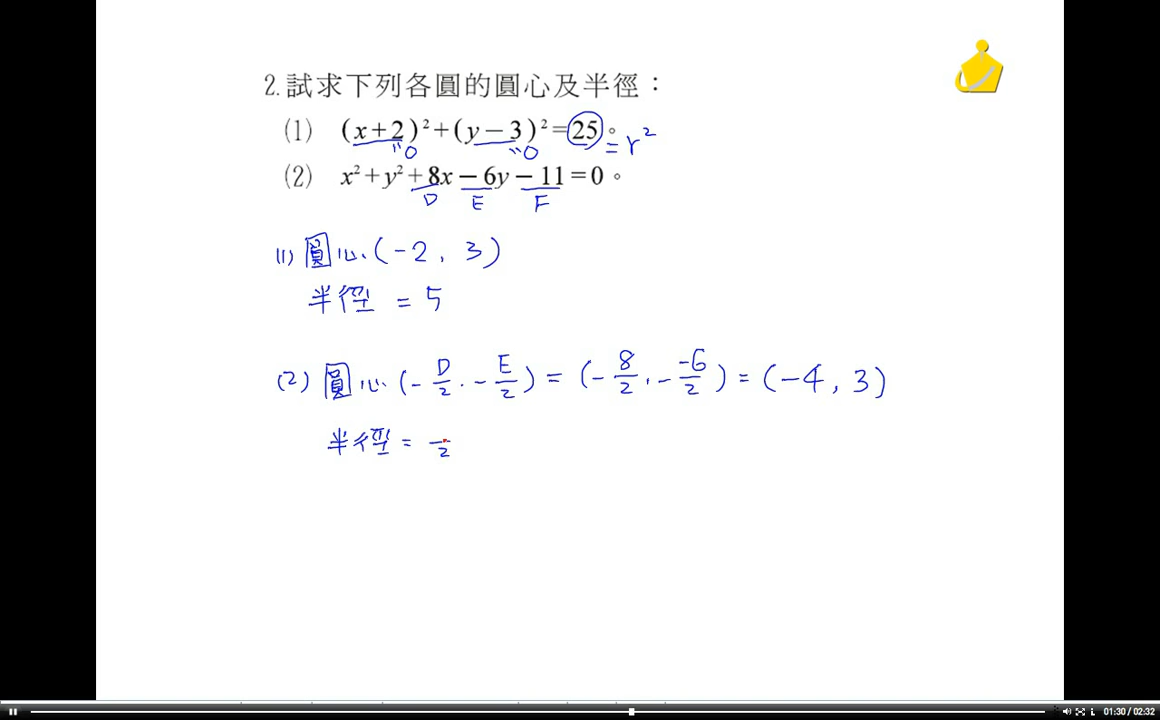 2.試求下列各圓的圓心及半徑：
(1) (x+2)²+(y−3)²=25。
"0 "0 = r²
(2) x²+y²+8x−6y−11=0。
D E F
(1) 圓心(-2, 3)
半徑 = 5
(2) 圓心(-D/2, -E/2) = (-8/2, --6/2) = (-4, 3)
半徑 = —/2
01:30 / 02:32